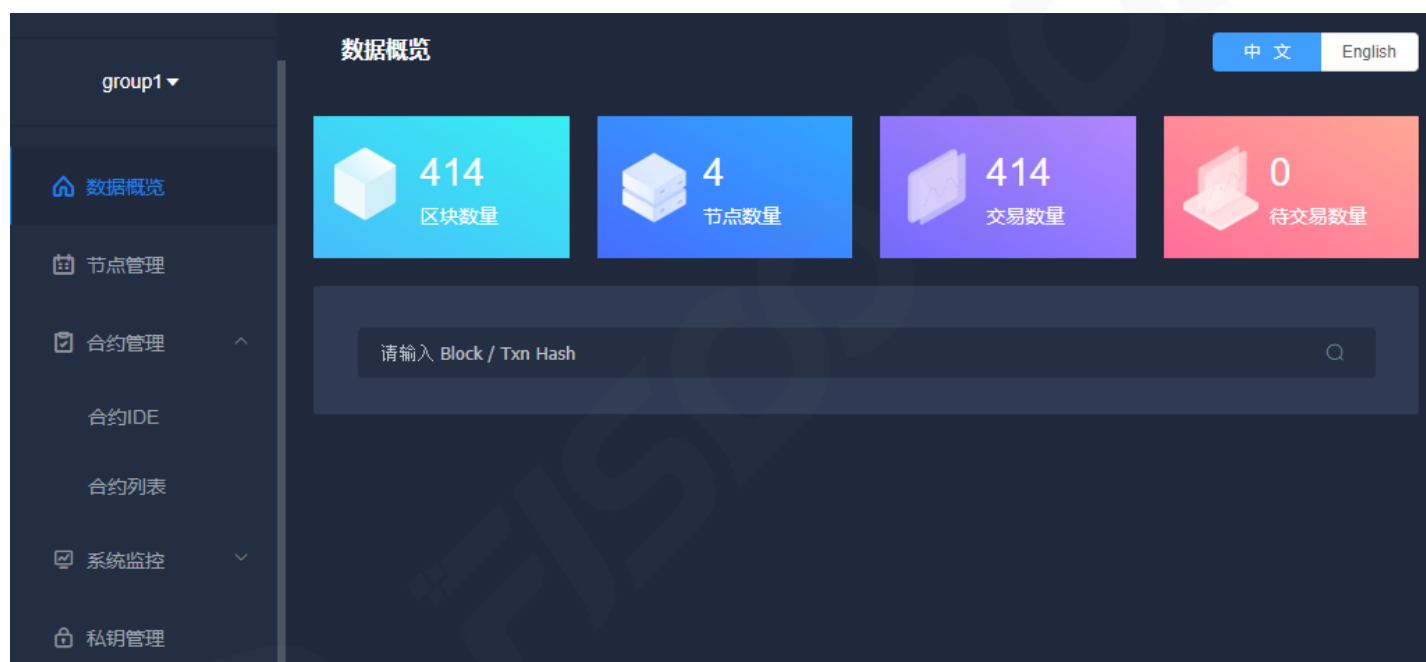 group1
数据概览
节点管理
合约管理
合约IDE
合约列表
系统监控
私钥管理
数据概览
中 文 English
414
区块数量
4
节点数量
414
交易数量
0
待交易数量
请输入 Block / Txn Hash
FISCO BCOS